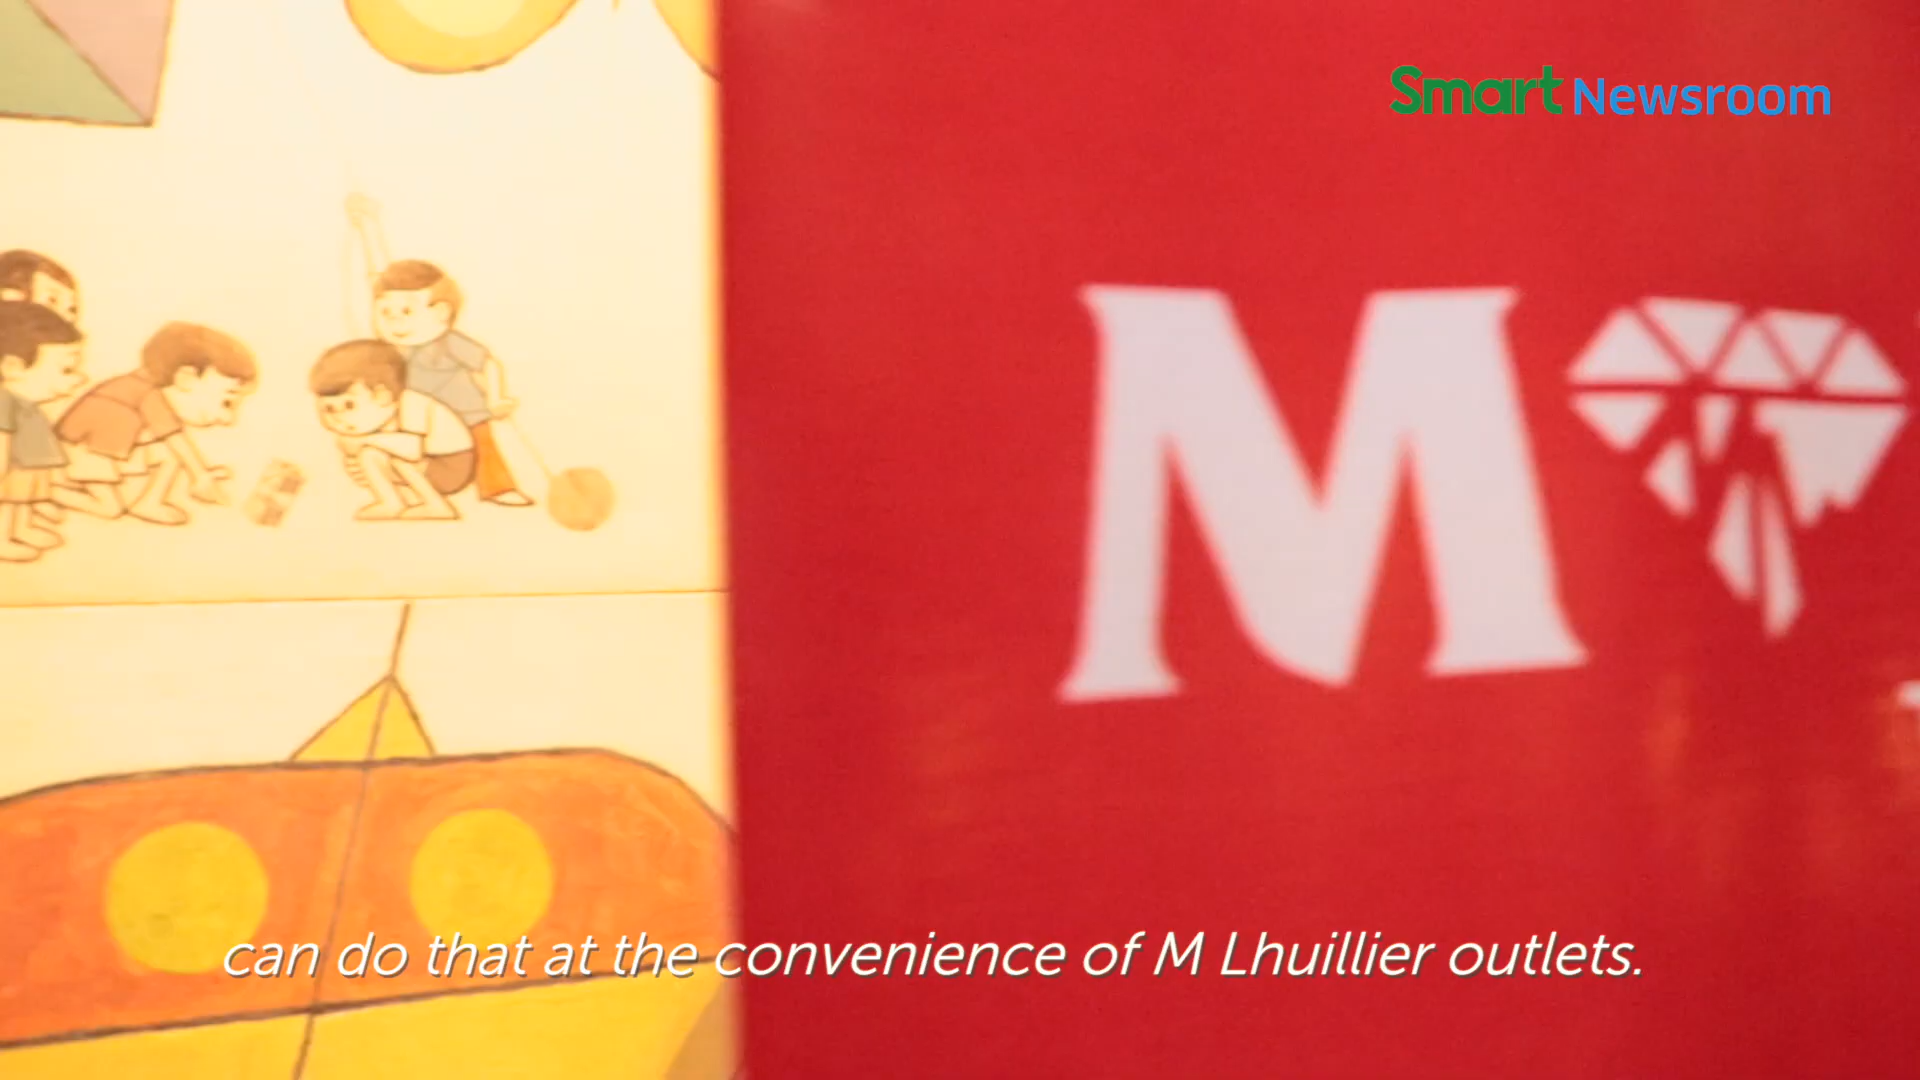 Smart Newsroom
M
can do that at the convenience of M Lhuillier outlets.